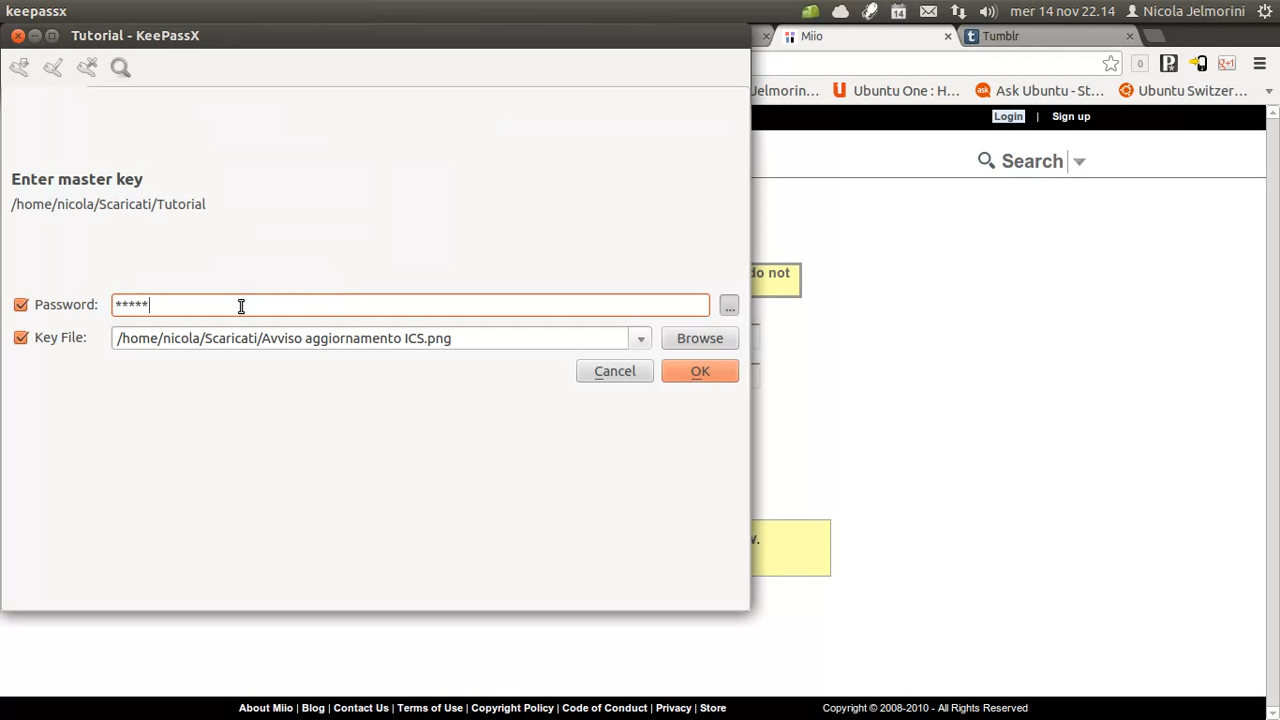 keepassx
mer 14 nov 22.14 Nicola Jelmorini
Tutorial - KeePassX
Miio
Tumblr
Jelmorin... Ubuntu One : H... Ask Ubuntu - St... Ubuntu Switzer...
Login | Sign up
Search
Enter master key
/home/nicola/Scaricati/Tutorial
do not
Password: *****
...
Key File: /home/nicola/Scaricati/Avviso aggiornamento ICS.png Browse
Cancel OK
About Miio | Blog | Contact Us | Terms of Use | Copyright Policy | Code of Conduct | Privacy | Store
Copyright © 2008-2010 - All Rights Reserved